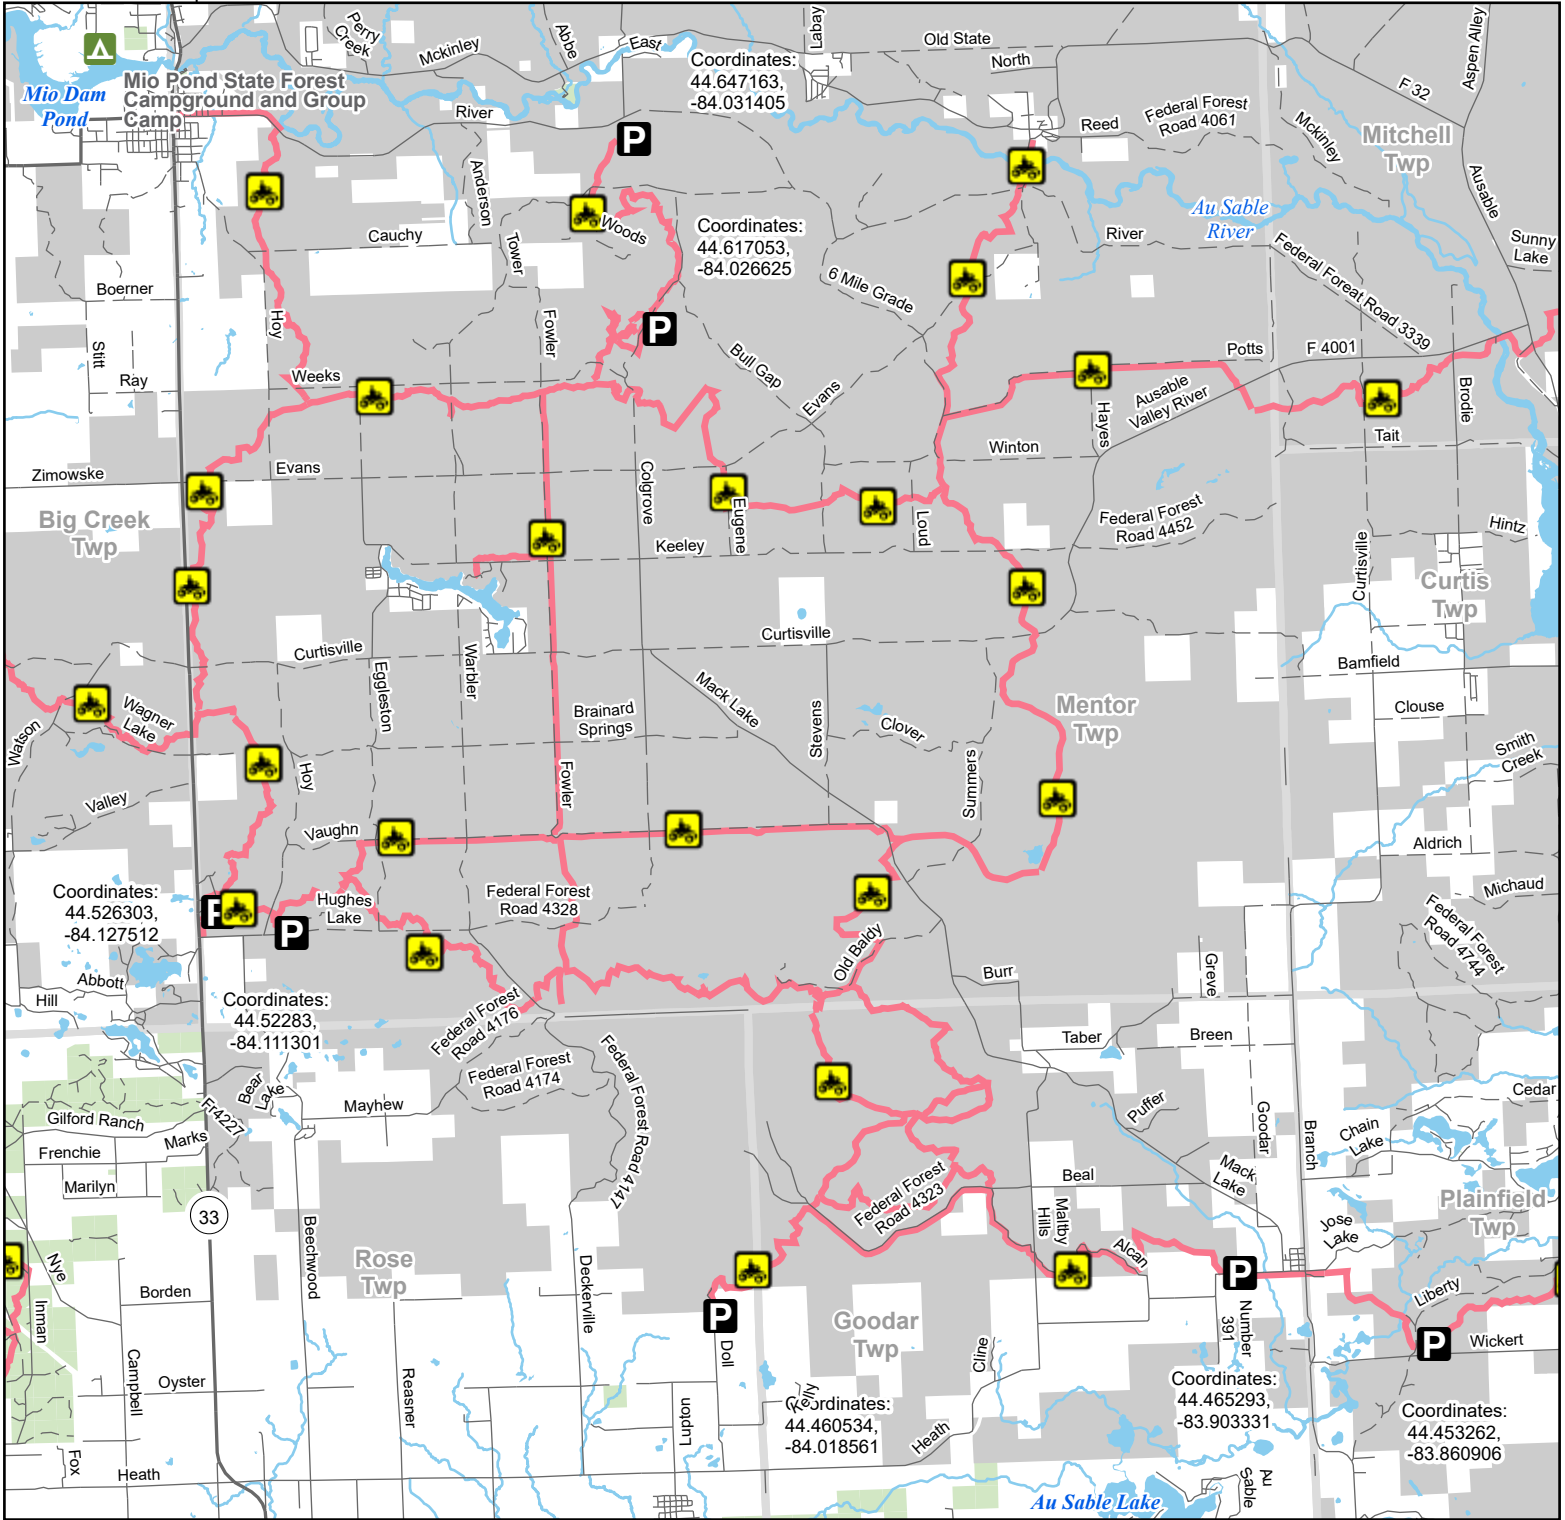 Perry
Creek
Mckinley
Abbe
East
Labay
Old State
North
Aspen Alley
F 32
Coordinates:
44.647163,
-84.031405
Mio Pond State Forest
Campground and Group
Camp
Mio Dam
Pond
River
P
Reed
Federal Forest
Road 4061
Mckinley
Mitchell
Twp
Ausable
Anderson
Cauchy
Tower
Woods
Coordinates:
44.617053,
-84.026625
Au Sable
River
River
Sunny
Lake
Boerner
6 Mile Grade
Federal Foreat Road 3339
Hoy
Fowler
P
Stitt
Ray
Weeks
Bull Gap
Evans
Potts
F 4001
Hayes
Ausable
Valley River
Brodie
Tait
Winton
Zimowske
Evans
Colgrove
Eugene
Loud
Big Creek
Twp
Keeley
Federal Forest
Road 4452
Hintz
Curtisville
Curtis
Twp
Curtisville
Curtisville
Eggleston
Warbler
Bamfield
Mack Lake
Wagner
Lake
Watson
Brainard
Springs
Stevens
Clover
Mentor
Twp
Clouse
Smith
Creek
Hoy
Fowler
Summers
Valley
Vaughn
Aldrich
Coordinates:
44.526303,
-84.127512
P
P
Hughes
Lake
Federal Forest
Road 4328
Michaud
Federal Forest
Road 4744
Old Baldy
Burr
Greve
Abbott
Hill
Coordinates:
44.52283,
-84.111301
Federal Forest
Road 4176
Taber
Breen
Federal Forest
Road 4174
Federal Forest Road 4147
Bear
Lake
Mayhew
Fr4227
Gilford Ranch
Marks
Frenchie
Marilyn
Puffer
Goodar
Branch
Chain
Lake
Cedar
Beal
Mack
Lake
Federal Forest
Road 4323
Maltby
Hills
Plainfield
Twp
33
Jose
Lake
Beechwood
Rose
Twp
Deckerville
Alcan
P
Nye
Borden
Inman
P
Doll
Goodar
Twp
Number
391
Liberty
P
Wickert
Cline
Campbell
Oyster
Reasner
Lupton
Kelly
Coordinates:
44.460534,
-84.018561
Coordinates:
44.465293,
-83.903331
Coordinates:
44.453262,
-83.860906
Heath
Fox
Heath
Au
Sable
Au Sable Lake